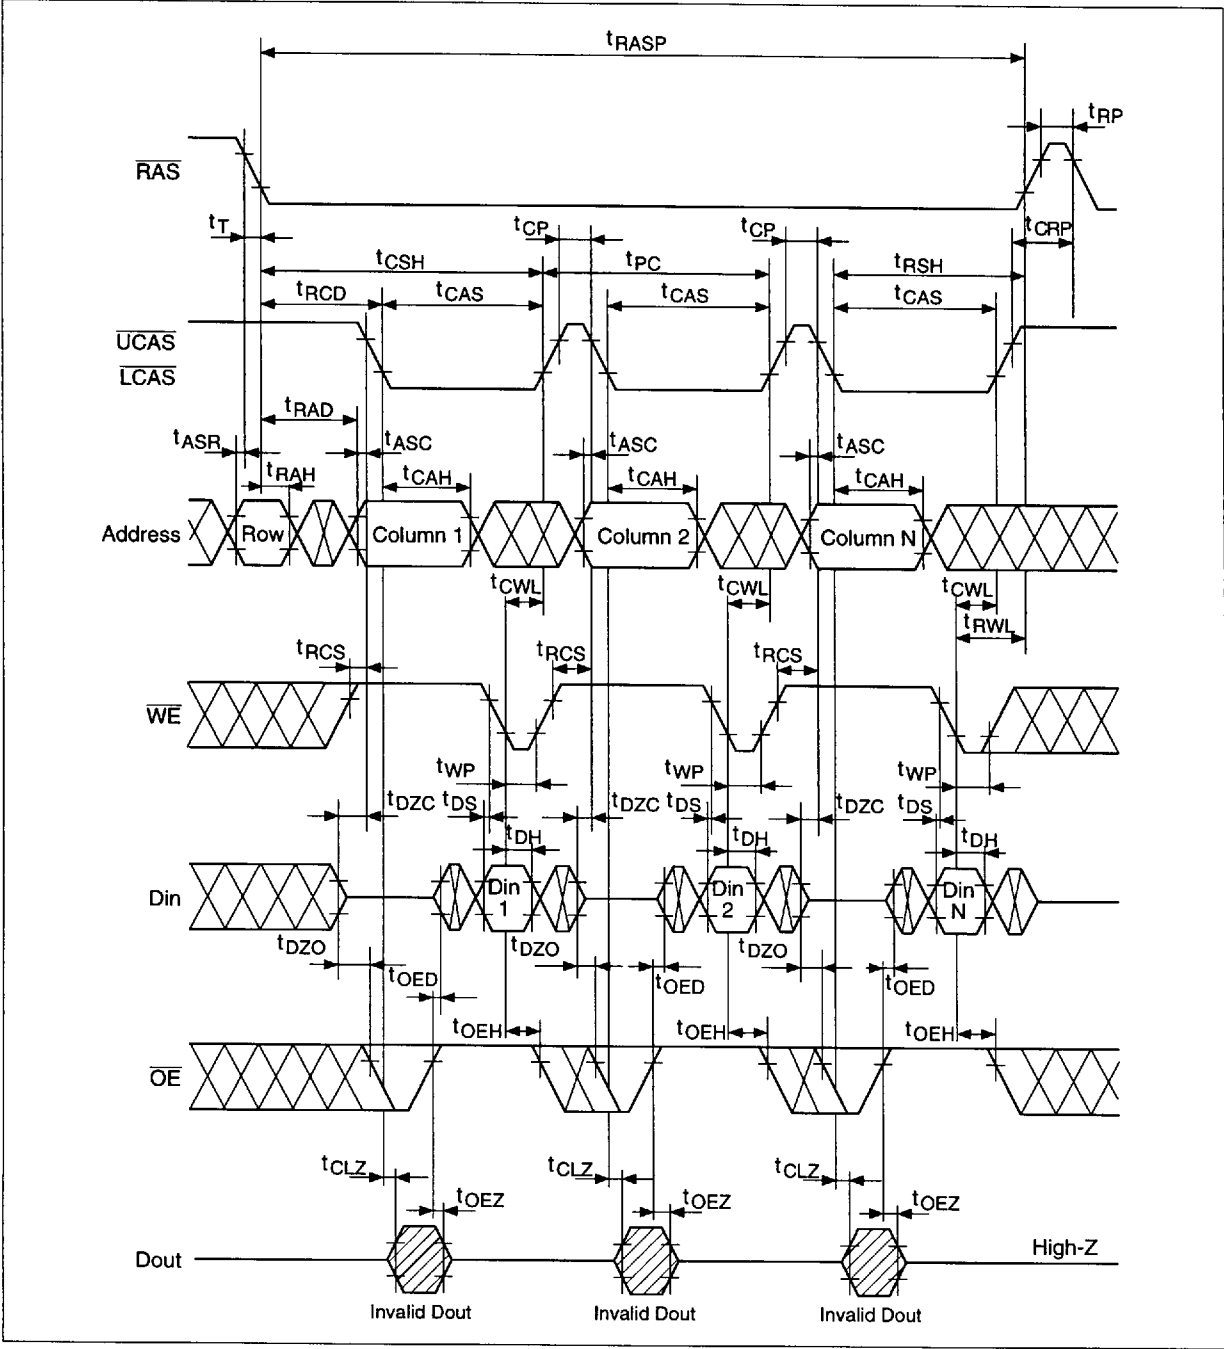 tRASP
tRP
RAS
tT tCP tCP tCRP
tCSH tPC tRSH
tRCD tCAS tCAS tCAS
UCAS
LCAS
tRAD
tASR tASC tASC tASC
tRAH tCAH tCAH tCAH
Address Row Column 1 Column 2 Column N
tCWL tCWL tCWL
tRWL
tRCS tRCS tRCS
WE
tWP tWP tWP
tDZC tDS tDZC tDS tDZC tDS
tDH tDH tDH
Din Din 1 Din 2 Din N
tDZO tDZO tDZO
tOED tOED tOED
tOEH tOEH tOEH
OE
tCLZ tCLZ tCLZ
tOEZ tOEZ tOEZ
Dout High-Z
Invalid Dout Invalid Dout Invalid Dout